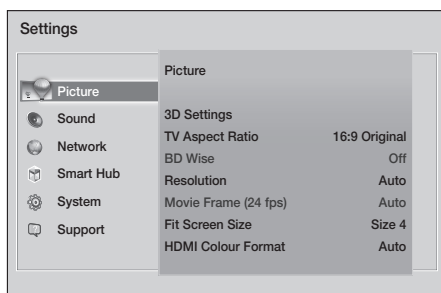 Settings
Picture
Sound
Network
Smart Hub
System
Support
Picture
3D Settings
TV Aspect Ratio 16:9 Original
BD Wise Off
Resolution Auto
Movie Frame (24 fps) Auto
Fit Screen Size Size 4
HDMI Colour Format Auto